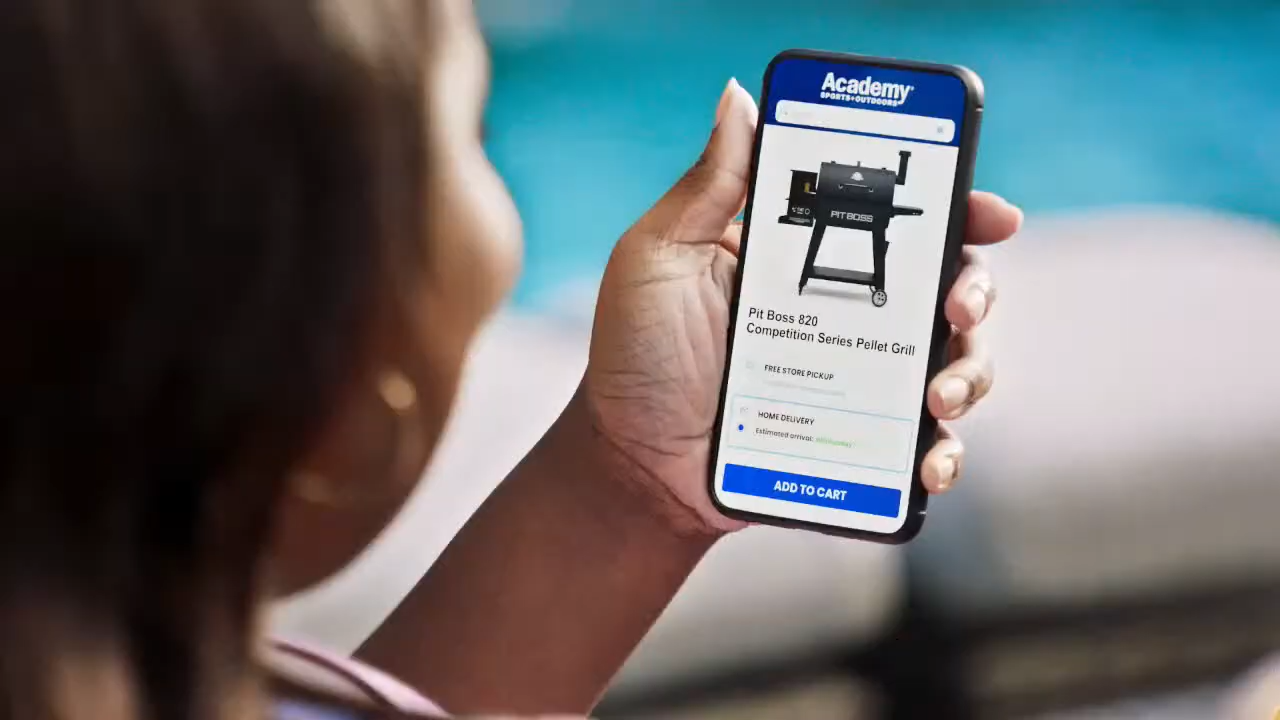 Academy
SPORTS+OUTDOORS
PIT BOSS
Pit Boss 820
Competition Series Pellet Grill
FREE STORE PICKUP
HOME DELIVERY
Estimated arrival:
ADD TO CART